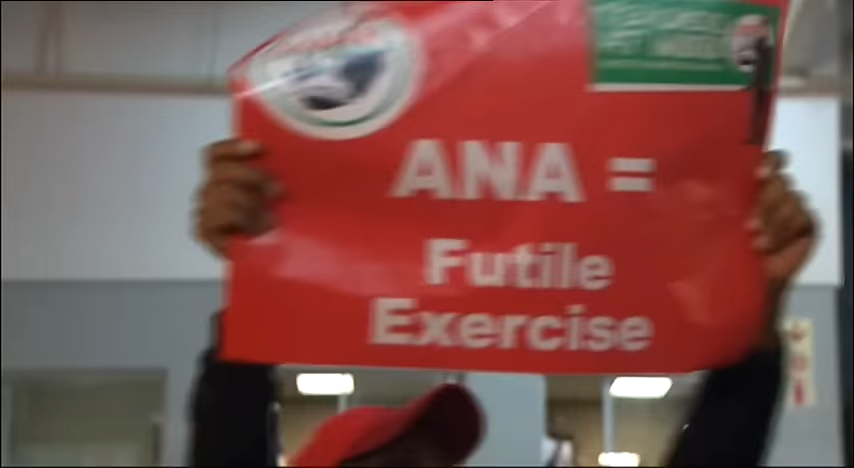 ANA =
Futile
Exercise